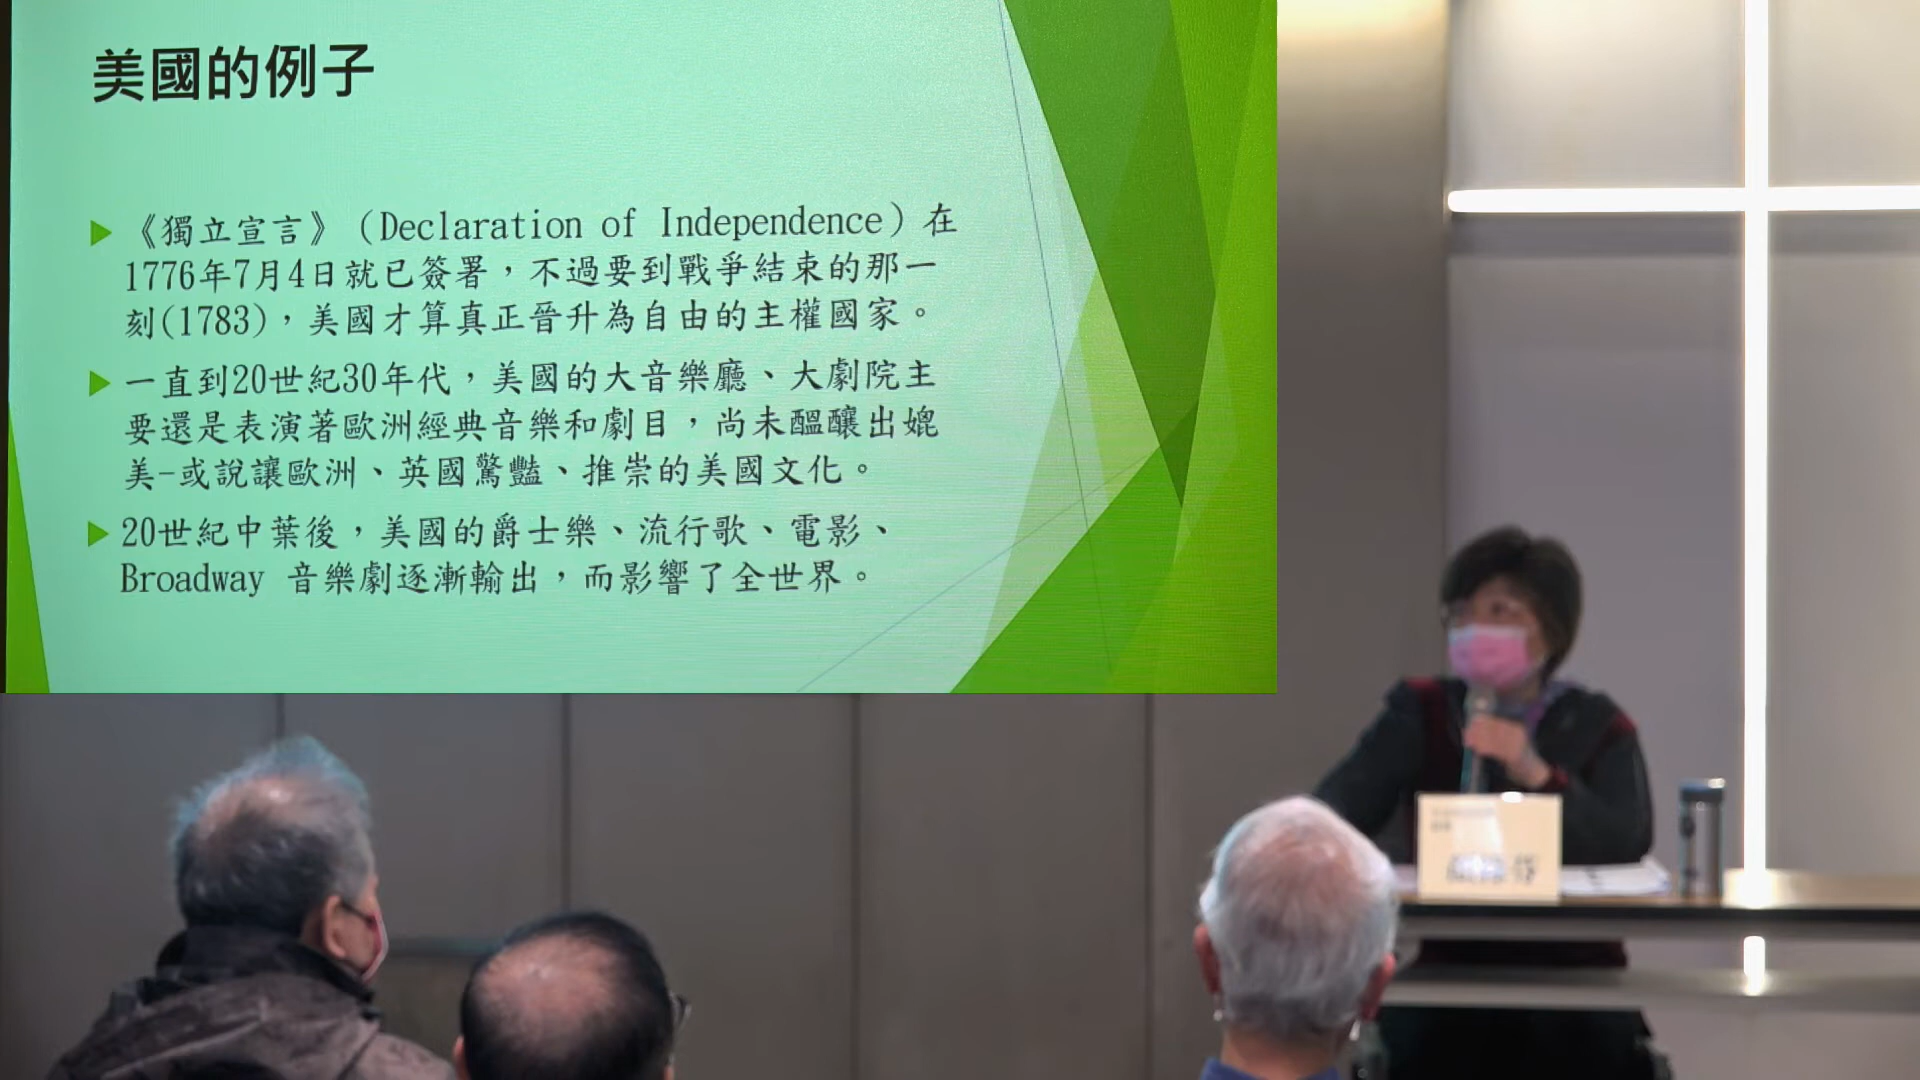 美國的例子
《獨立宣言》（Declaration of Independence）在
1776年7月4日就已簽署，不過要到戰爭結束的那一
刻(1783)，美國才算真正晉升為自由的主權國家。
一直到20世紀30年代，美國的大音樂廳、大劇院主
要還是表演著歐洲經典音樂和劇目，尚未醞釀出媲
美-或說讓歐洲、英國驚豔、推崇的美國文化。
20世紀中葉後，美國的爵士樂、流行歌、電影、
Broadway 音樂劇逐漸輸出，而影響了全世界。